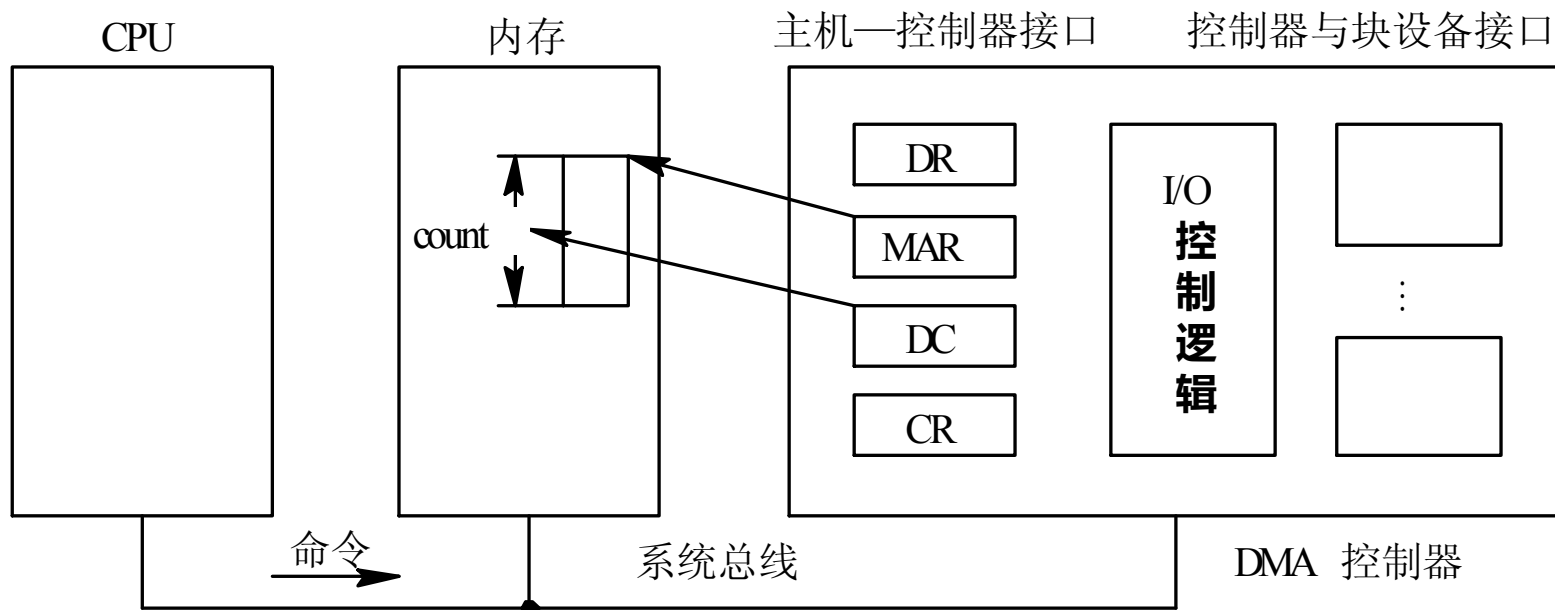 CPU
内存
主机—控制器接口
控制器与块设备接口
count
DR
MAR
DC
CR
I/O
控
制
逻
辑
⋮
命令
系统总线
DMA 控制器